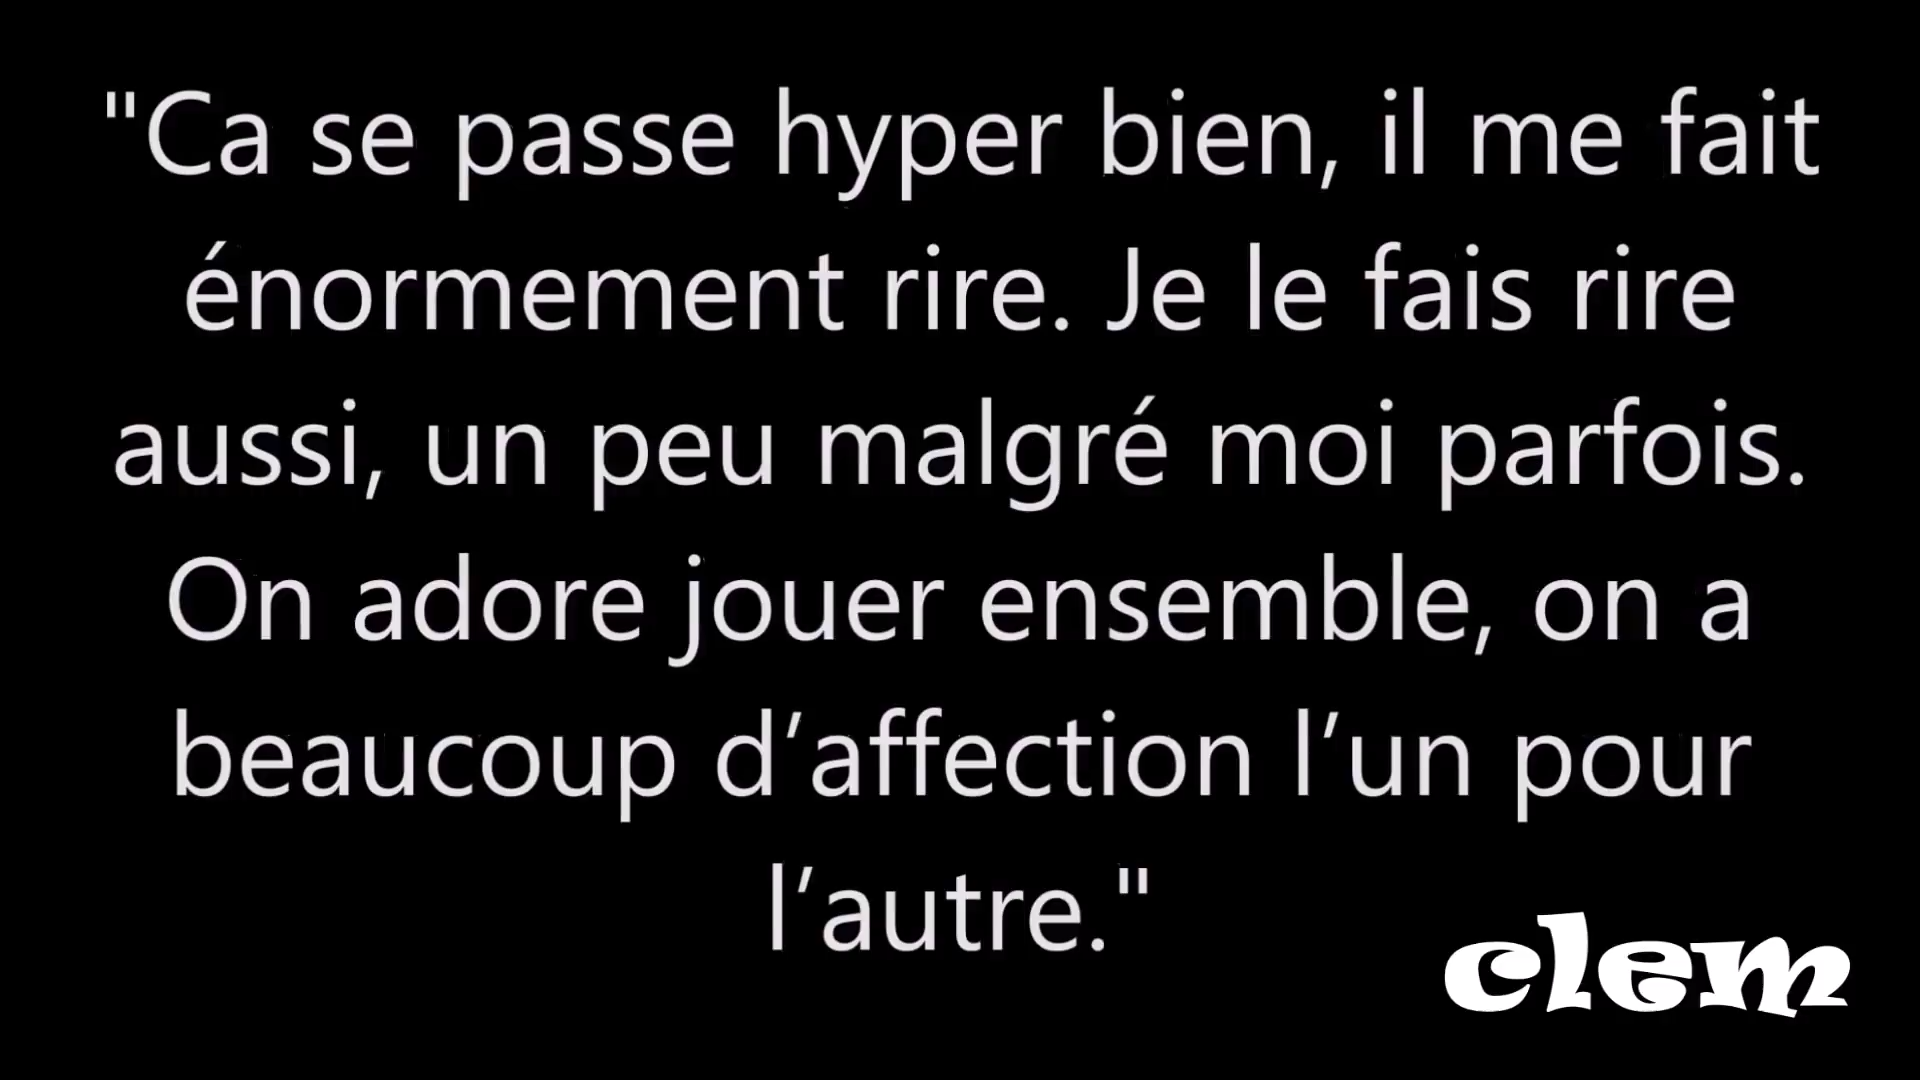 "Ca se passe hyper bien, il me fait
énormement rire. Je le fais rire
aussi, un peu malgré moi parfois.
On adore jouer ensemble, on a
beaucoup d’affection l’un pour
l’autre."
clem